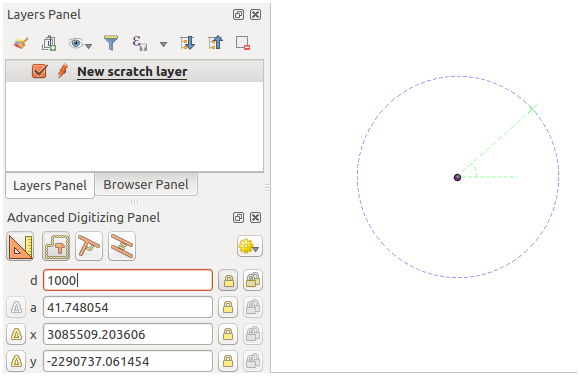 Layers Panel
New scratch layer
Layers Panel
Browser Panel
Advanced Digitizing Panel
d 1000
a 41.748054
x 3085509.203606
y -2290737.061454